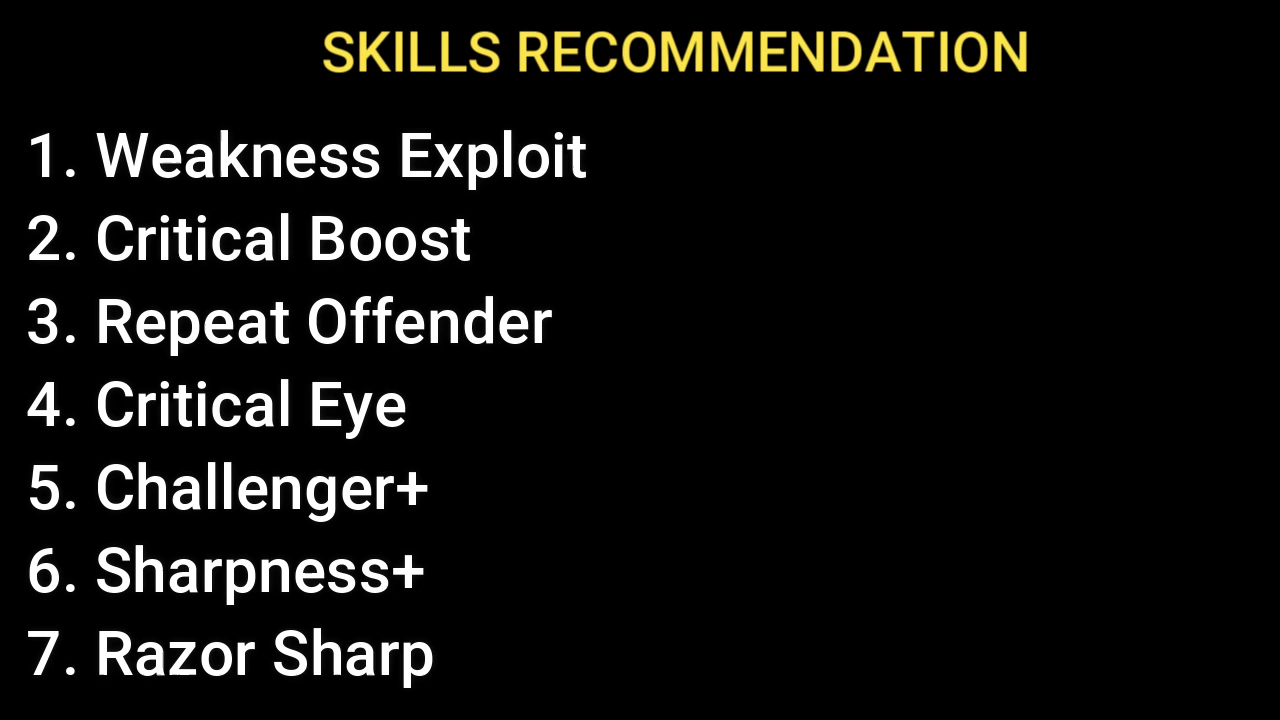 SKILLS RECOMMENDATION
1. Weakness Exploit
2. Critical Boost
3. Repeat Offender
4. Critical Eye
5. Challenger+
6. Sharpness+
7. Razor Sharp